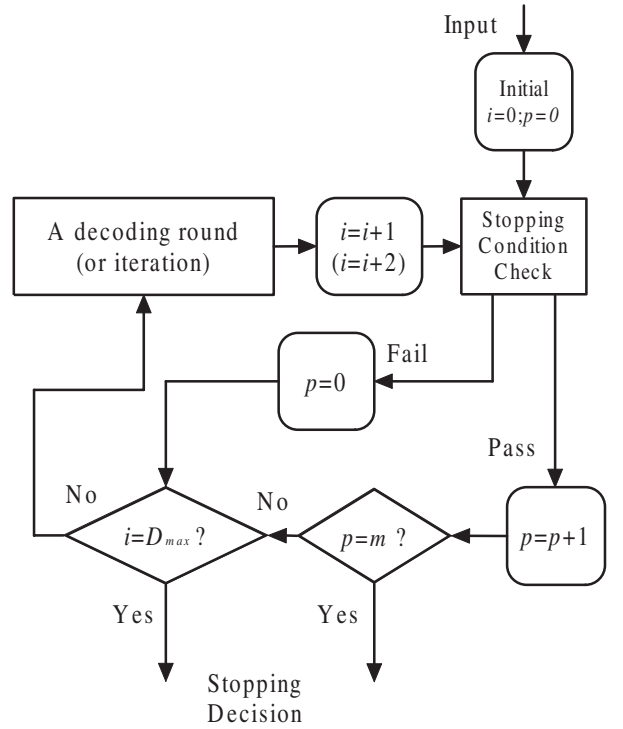 Input
Initial
i=0;p=0
A decoding round
(or iteration)
i=i+1
(i=i+2)
Stopping
Condition
Check
Fail
p=0
Pass
No
i=Dmax ?
No
p=m ?
p=p+1
Yes
Yes
Stopping
Decision